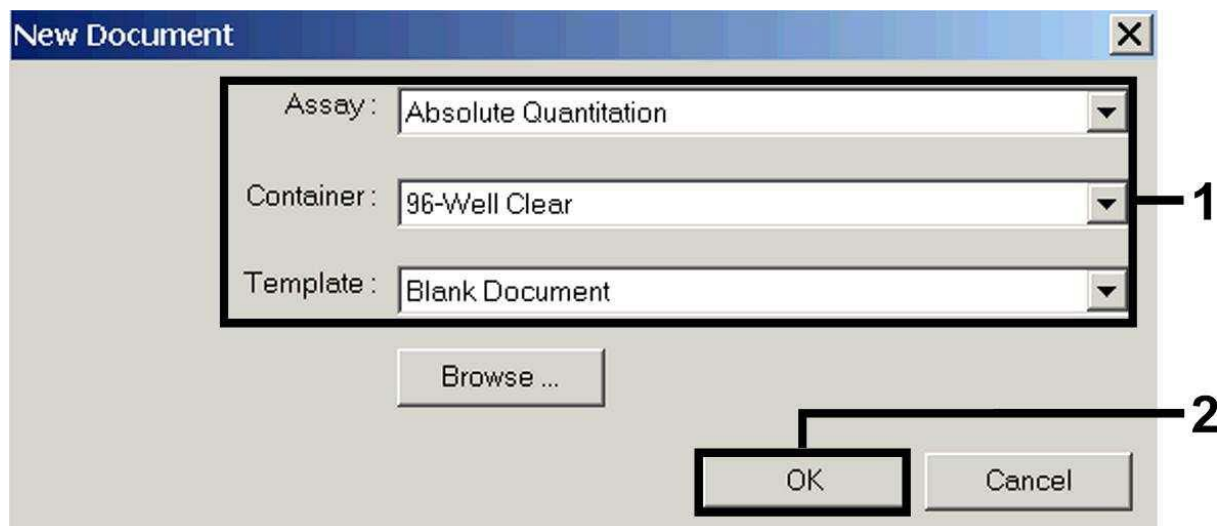 New Document
Assay : Absolute Quantitation
Container : 96-Well Clear
1
Template : Blank Document
Browse ...
2
OK Cancel